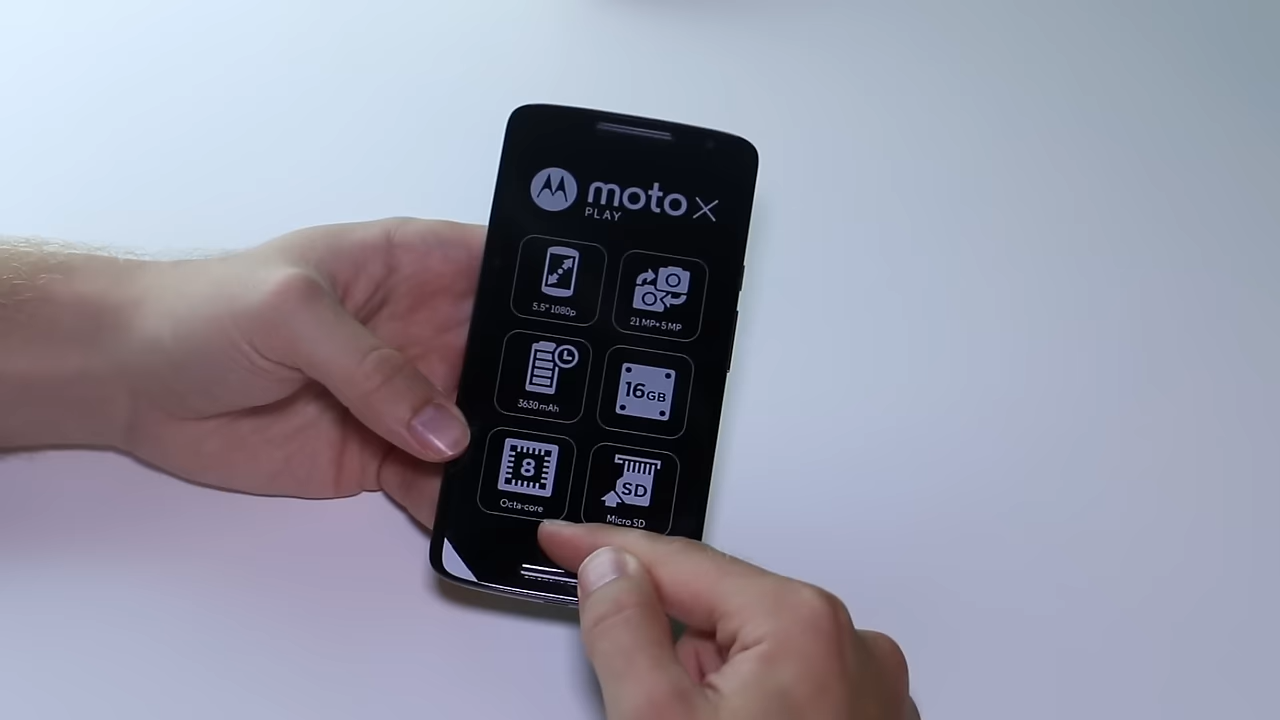 moto X
PLAY
5.5" 1080p
21 MP+ 5 MP
3630 mAh
16GB
8
Octa-core
SD
Micro SD